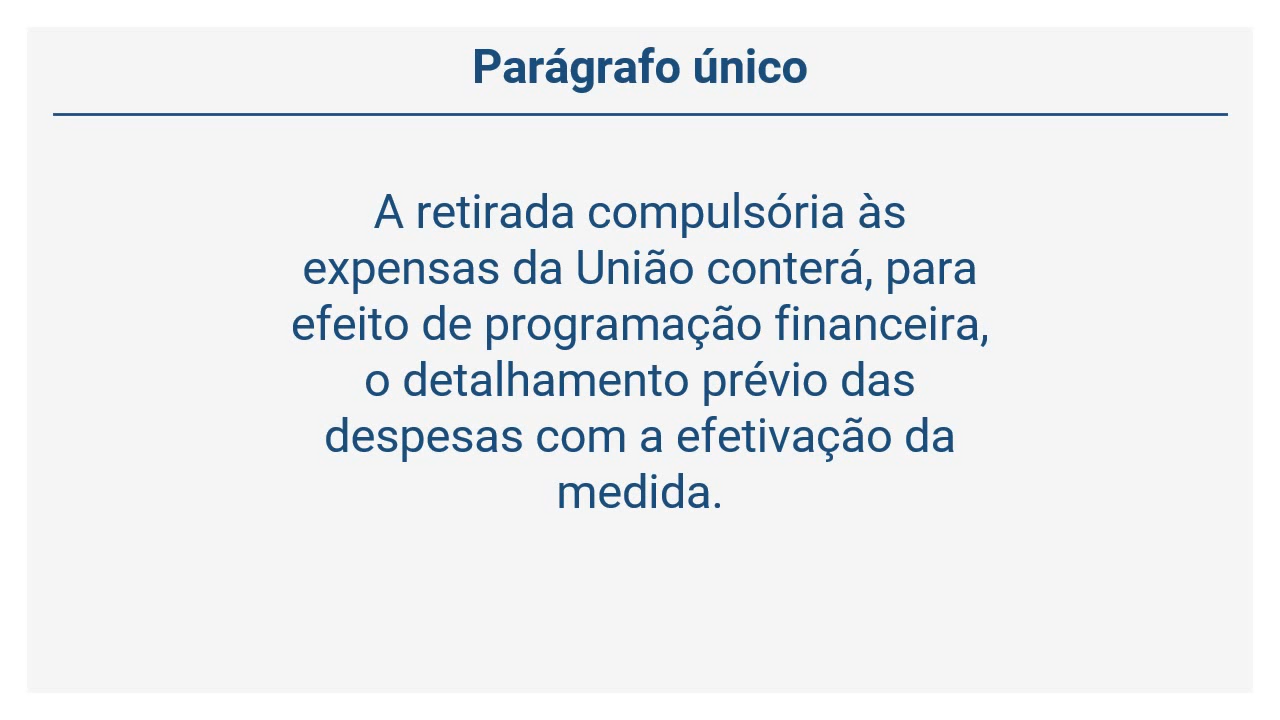 Parágrafo único
A retirada compulsória às
expensas da União conterá, para
efeito de programação financeira,
o detalhamento prévio das
despesas com a efetivação da
medida.